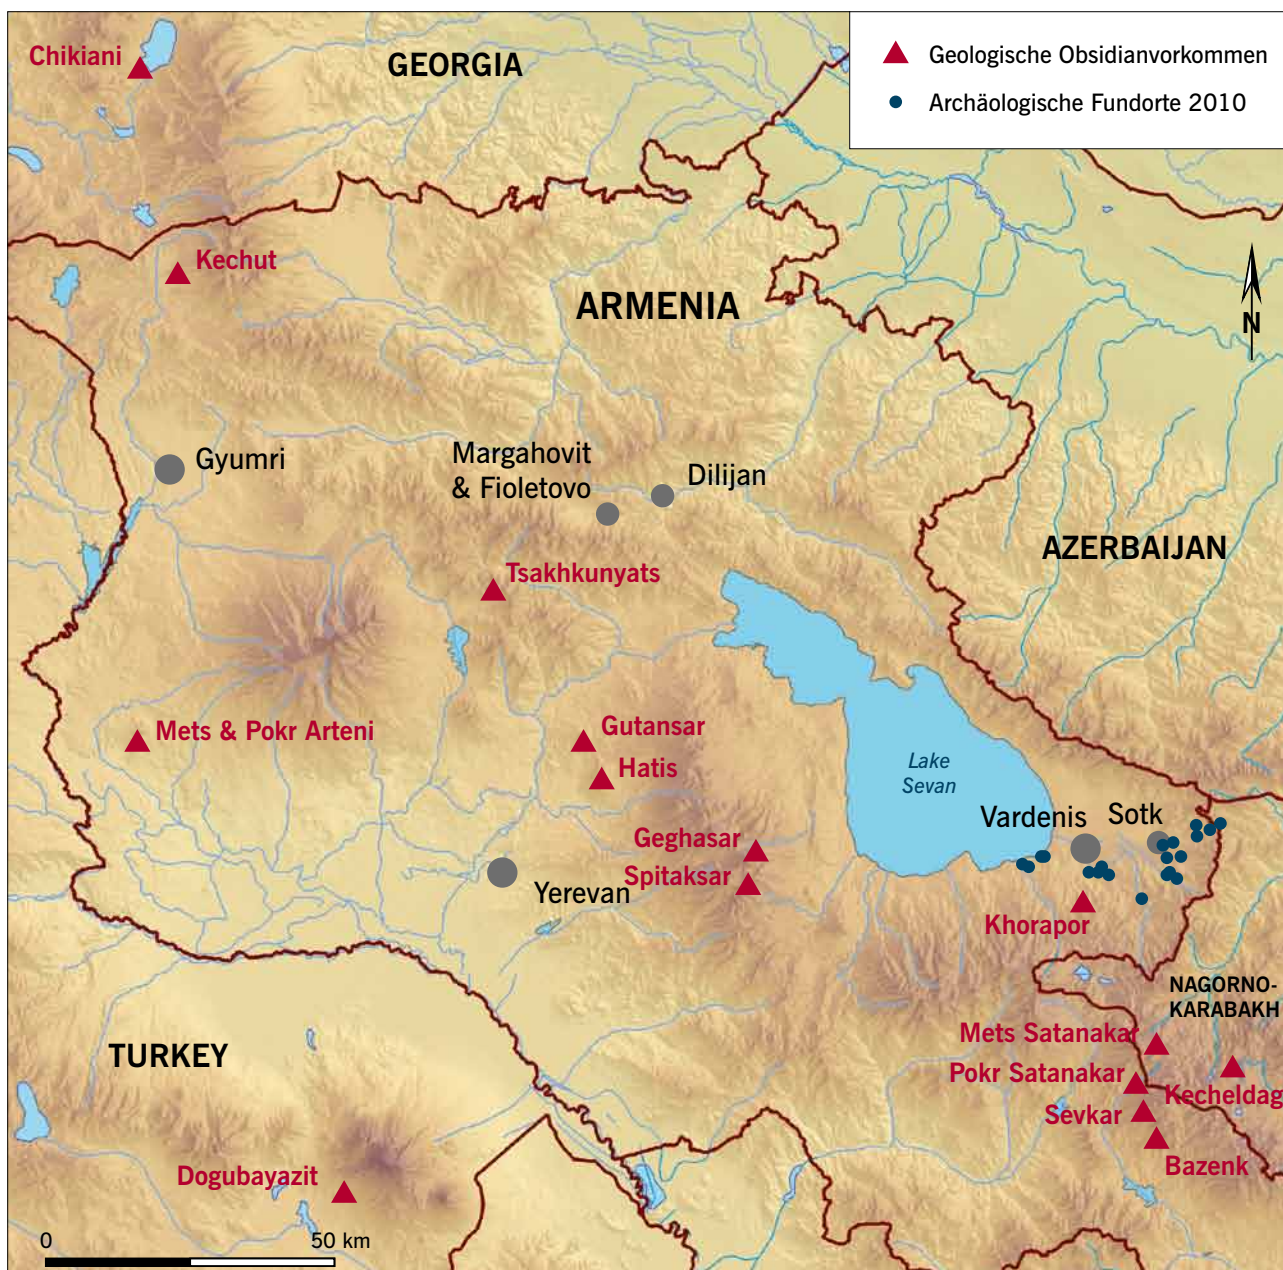 Chikiani
GEORGIA
Geologische Obsidianvorkommen
Archäologische Fundorte 2010
Kechut
ARMENIA
N
Gyumri
Margahovit
& Fioletovo
Dilijan
AZERBAIJAN
Tsakhkunyats
Mets & Pokr Arteni
Gutansar
Hatis
Lake
Sevan
Geghasar
Spitaksar
Vardenis
Sotk
Yerevan
Khorapor
NAGORNO-
KARABAKH
Mets Satanakar
Pokr Satanakar
Kecheldag
Sevkar
Bazenk
TURKEY
Dogubayazit
0
50 km